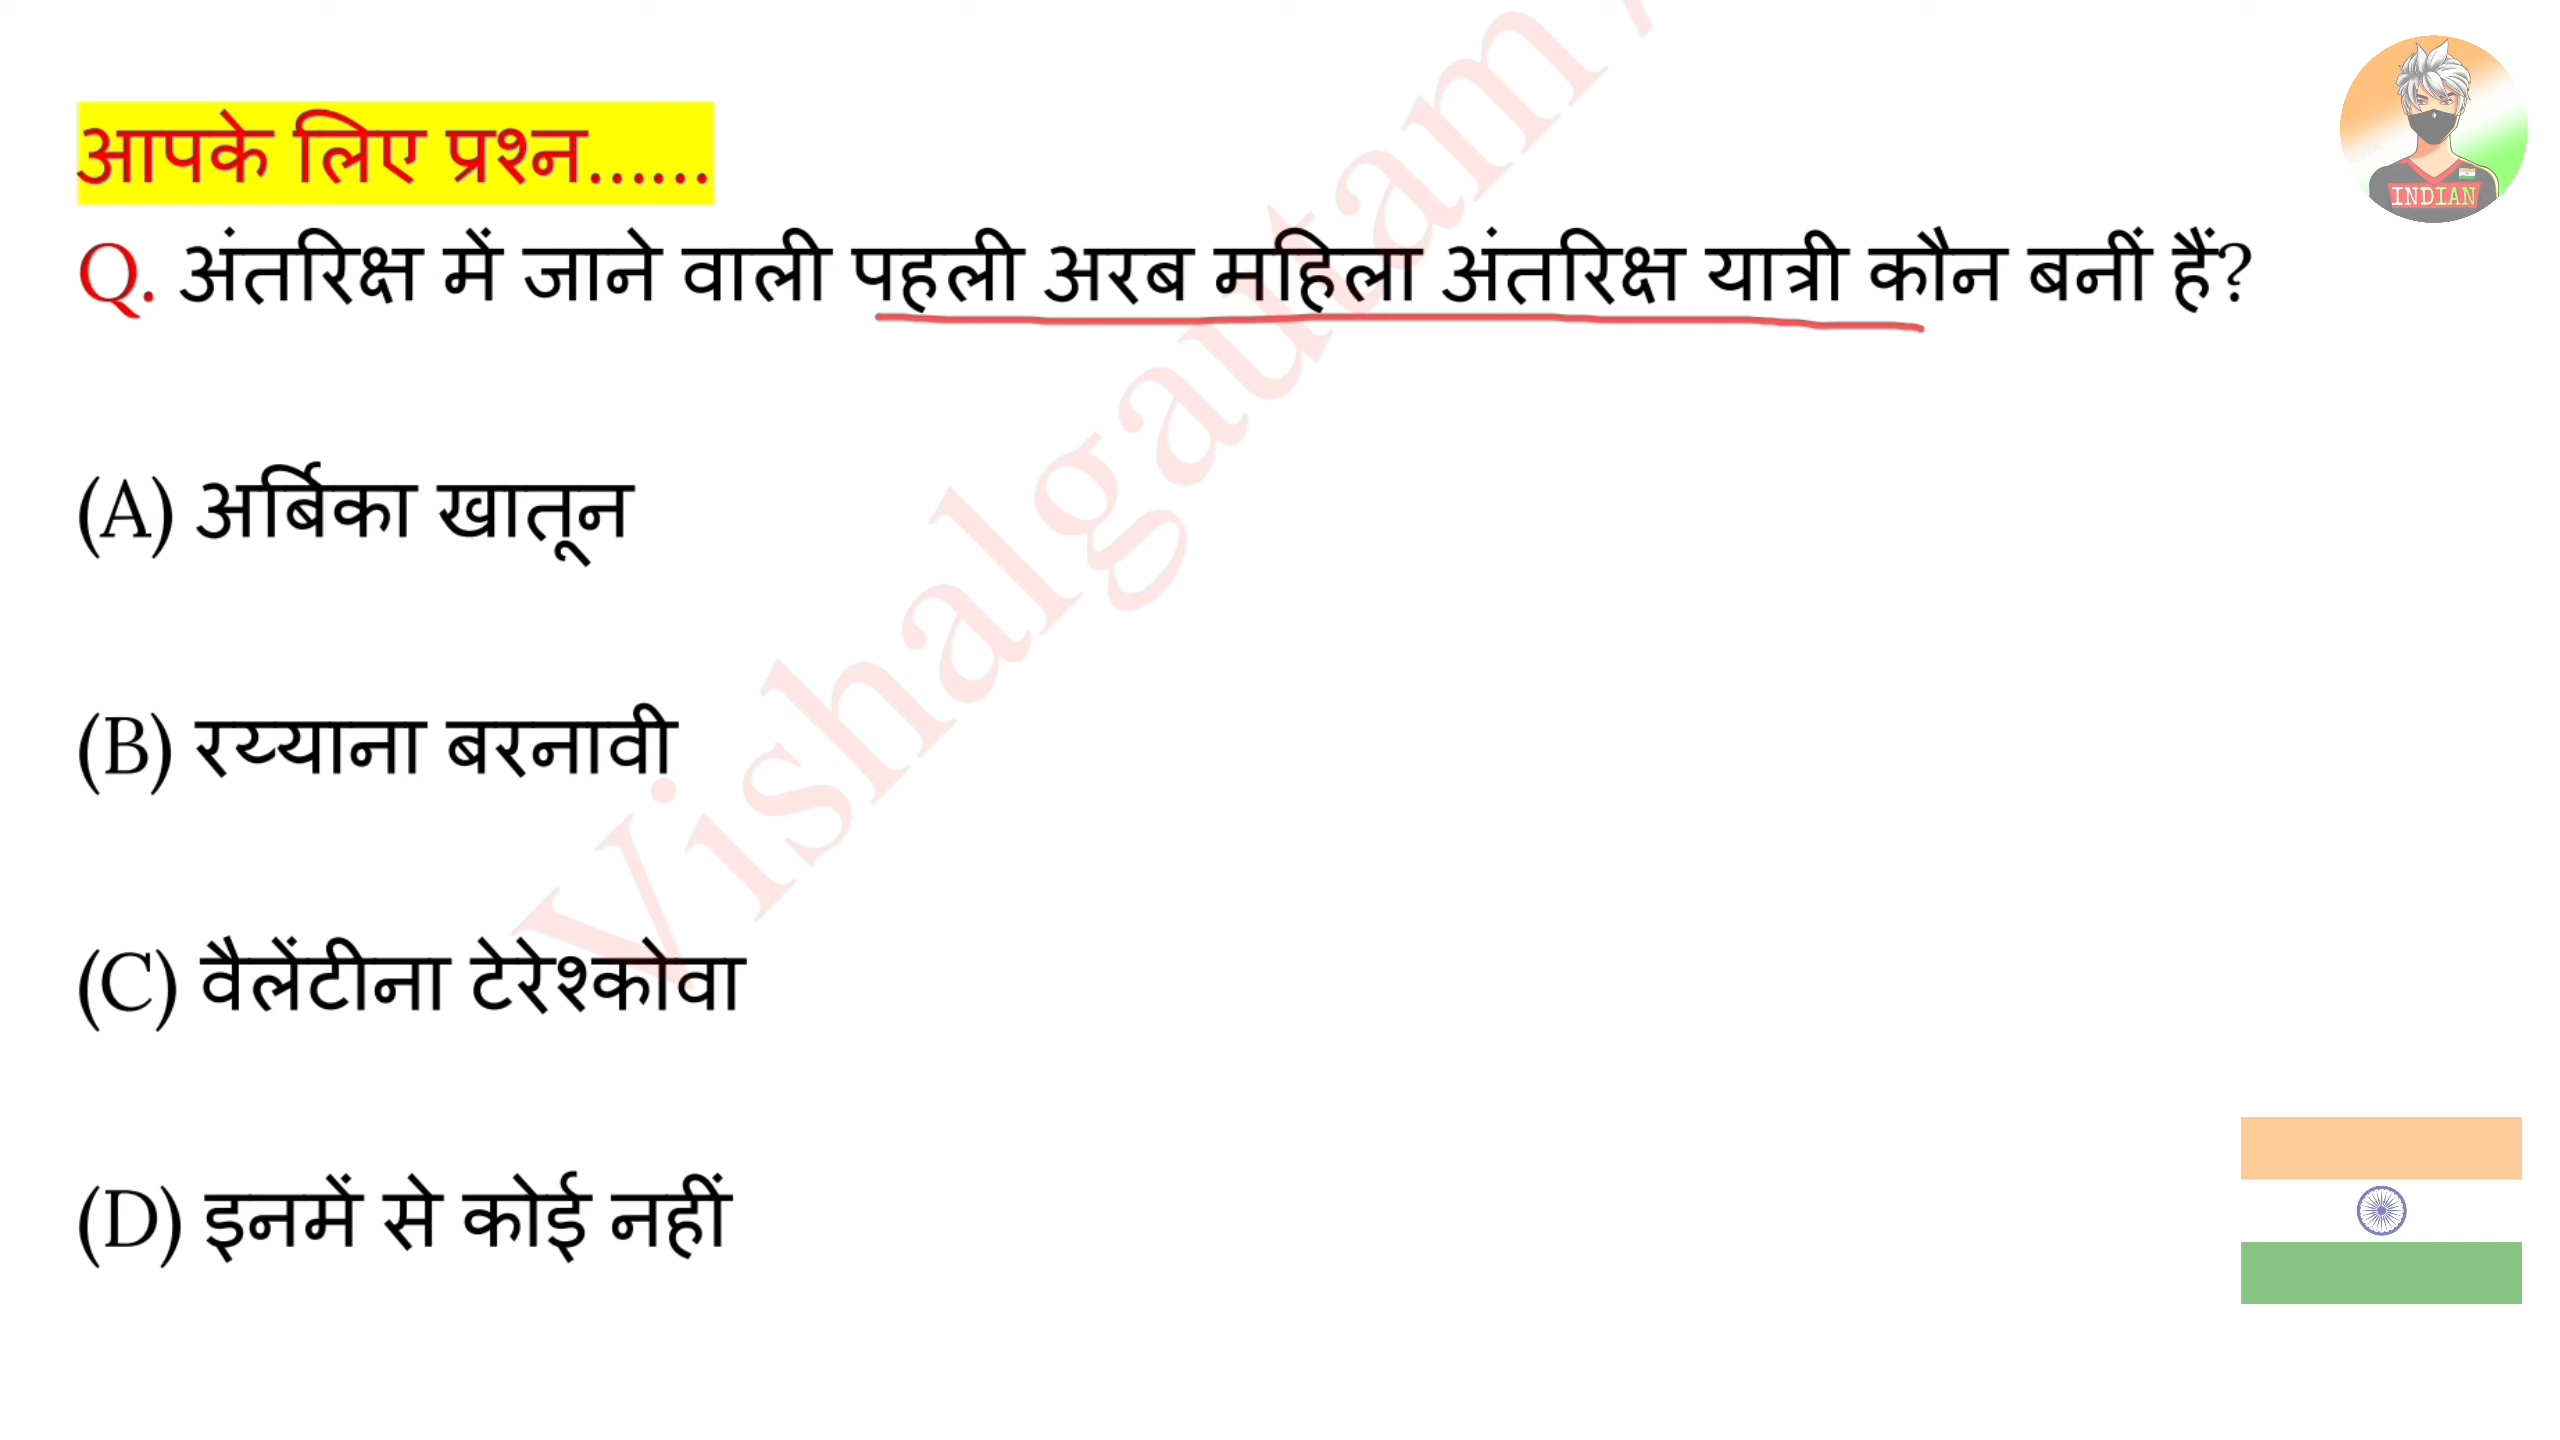 आपके लिए प्रश्न......
INDIAN
Q. अंतरिक्ष में जाने वाली पहली अरब महिला अंतरिक्ष यात्री कौन बनीं हैं?
(A) अर्बिका खातून
(B) रय्याना बरनावी
(C) वैलेंटीना टेरेश्कोवा
(D) इनमें से कोई नहीं
Vishalgautam